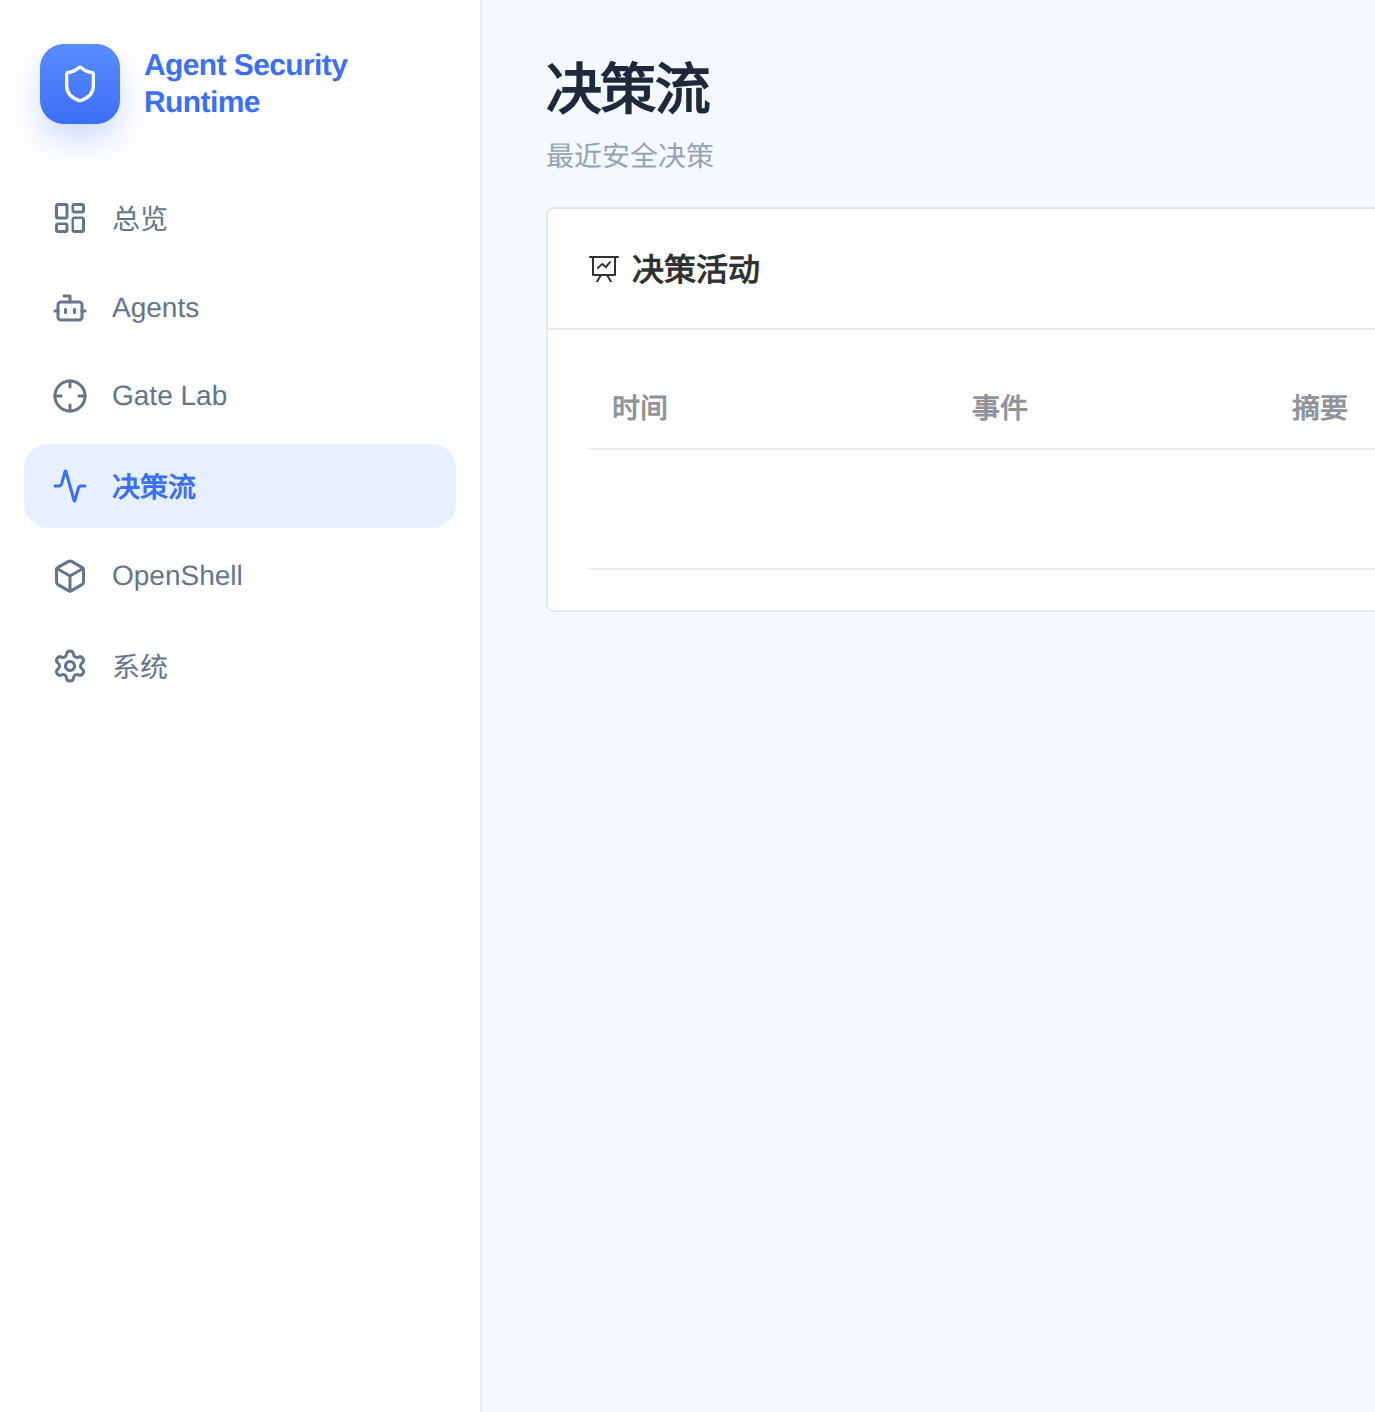 Agent Security
Runtime
总览
Agents
Gate Lab
决策流
OpenShell
系统
决策流
最近安全决策
决策活动
时间 事件 摘要